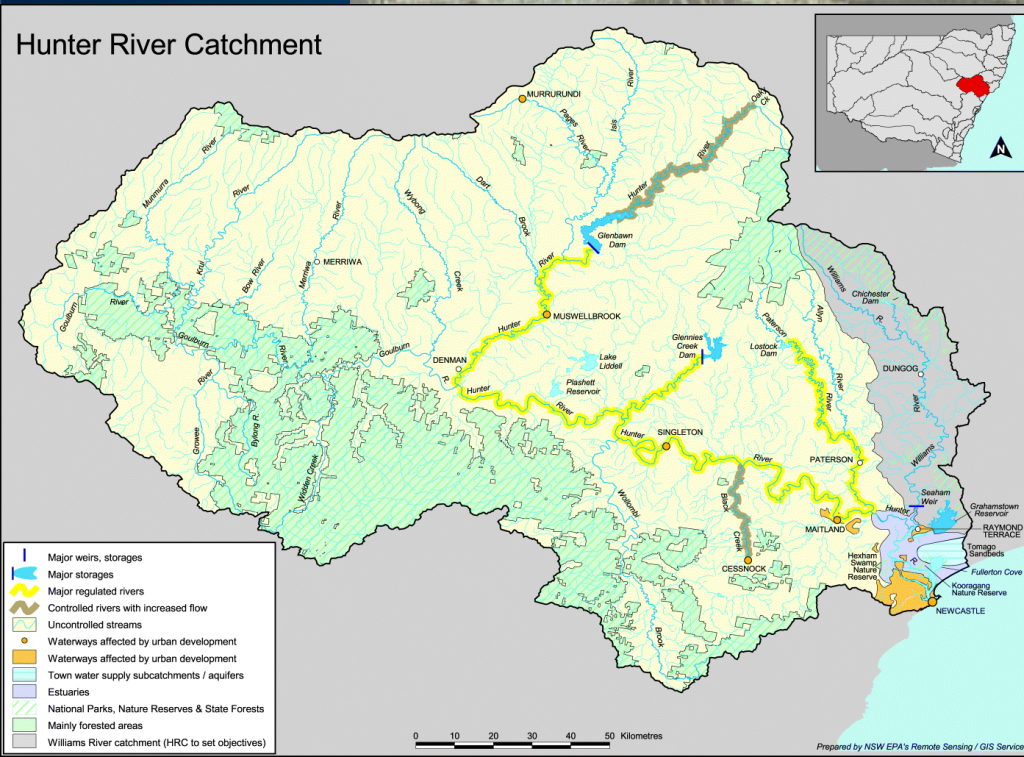 Hunter River Catchment
N
MURRURUNDI
Pages
River
Isis
River
Oaky
Ck
River
Hunter
Munmurra
River
River
Krui
Bow River
River
Merriwa
MERRIWA
Wybong
Creek
Dart
Brook
Glenbawn
Dam
River
MUSWELLBROOK
Hunter
DENMAN
R.
Goulburn
River
Goulburn
River
Goulburn
River
Growee
Bylong R.
Widden Creek
Hunter
River
Lake
Liddell
Plashett
Reservoir
Glennies
Creek
Dam
Paterson
Lostock
Dam
River
Allyn
River
Williams
R.
Chichester
Dam
DUNGOG
River
Williams
Hunter
SINGLETON
River
PATERSON
Wollombi
Brook
Black
Creek
CESSNOCK
MAITLAND
Hunter
R.
Seaham
Weir
Grahamstown
Reservoir
RAYMOND
TERRACE
Tomago
Sandbeds
Fullerton Cove
Kooragang
Nature Reserve
Hexham
Swamp
Nature
Reserve
NEWCASTLE
Major weirs, storages
Major storages
Major regulated rivers
Controlled rivers with increased flow
Uncontrolled streams
Waterways affected by urban development
Waterways affected by urban development
Town water supply subcatchments / aquifers
Estuaries
National Parks, Nature Reserves & State Forests
Mainly forested areas
Williams River catchment (HRC to set objectives)
0 10 20 30 40 50 Kilometres
Prepared by NSW EPA's Remote Sensing / GIS Service